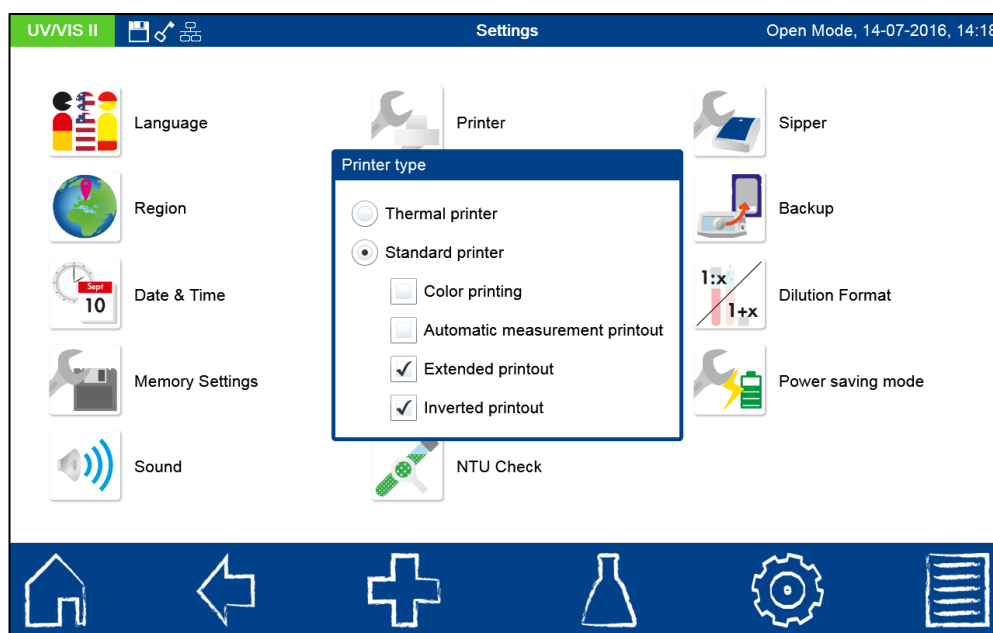 UV/VIS II Settings Open Mode, 14-07-2016, 14:18
Language Printer Sipper
Printer type
Region Thermal printer Backup
Standard printer
Sept
10
Date & Time Color printing 1:x 1+x Dilution Format
Automatic measurement printout
Extended printout
Memory Settings Power saving mode
Inverted printout
Sound NTU Check